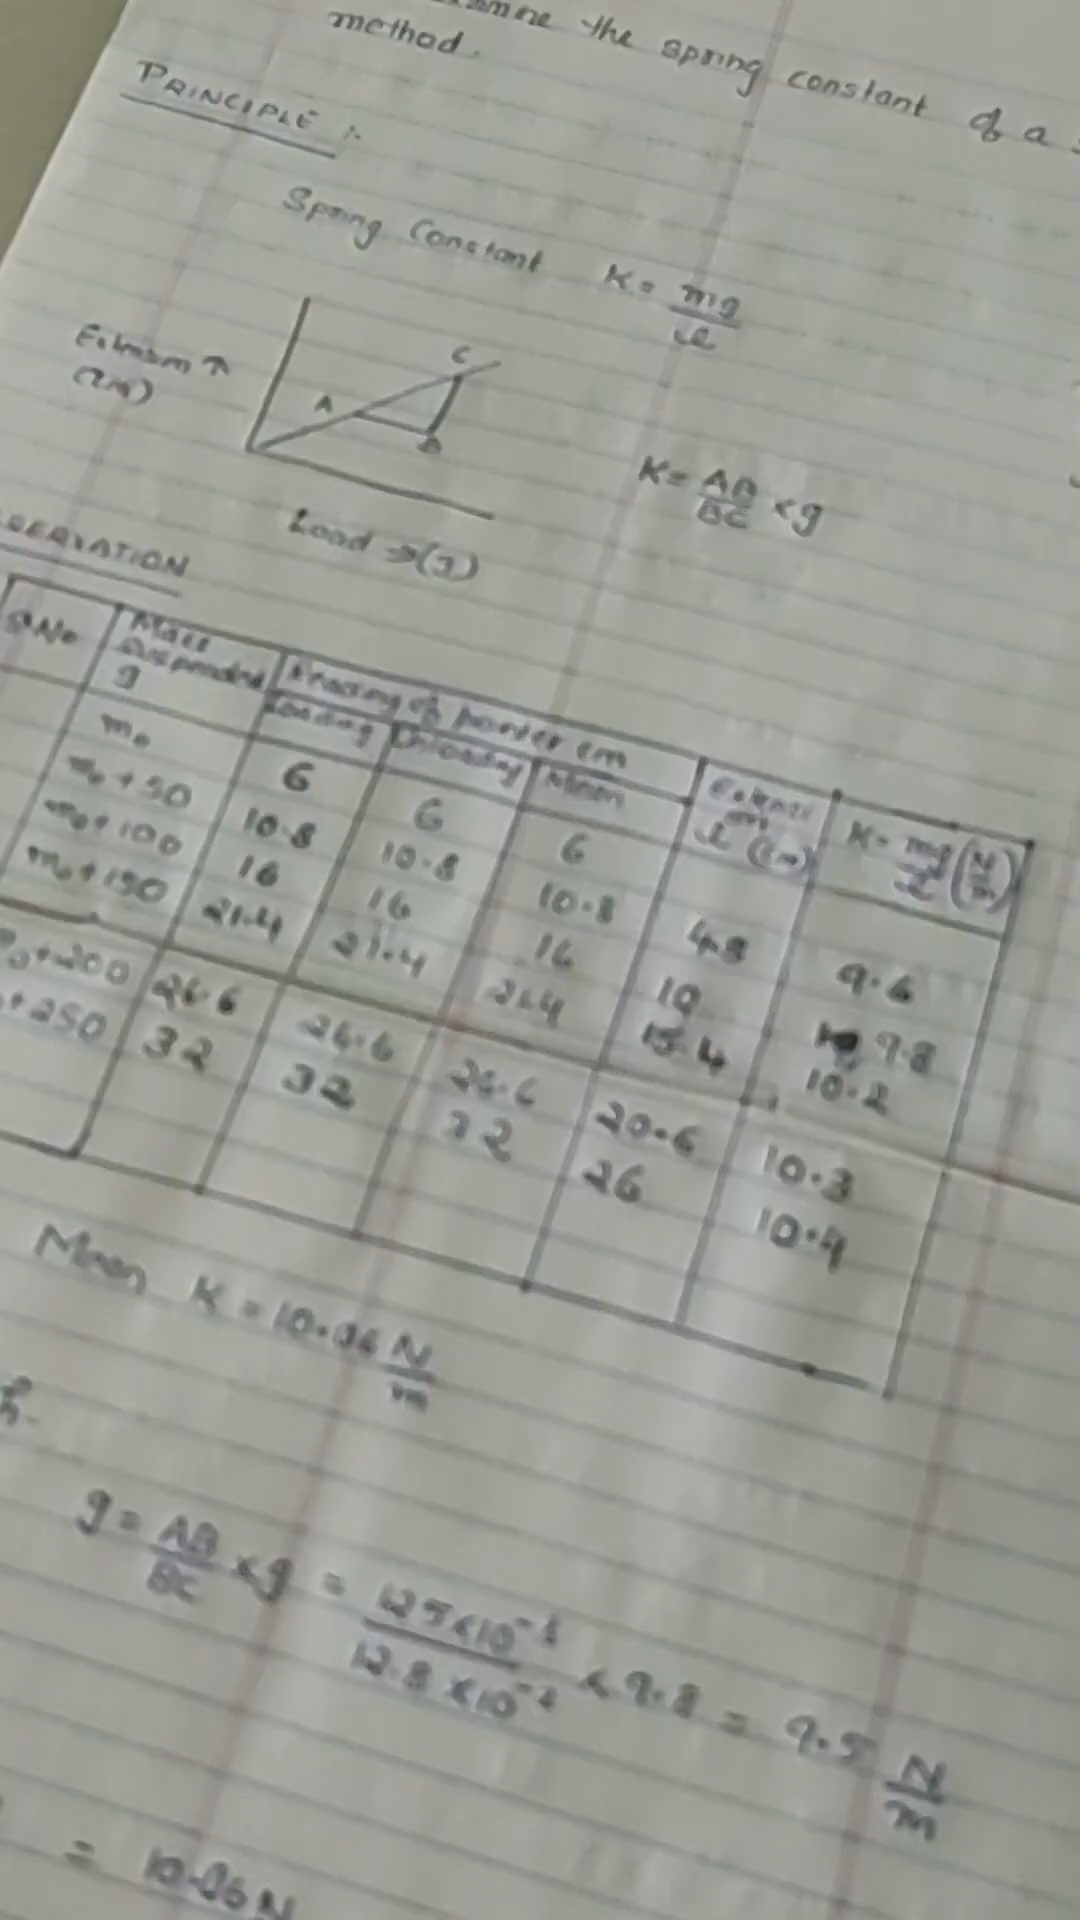 the spring constant of a
method.
PRINCIPLE :-
Spring Constant K = mg / l
Extension ↑
(cm)
A B C
Load → (g)
K = AB / BC × g
OBSERVATION
Sl.No Mass suspended g Reading of pointer cm Extension l (cm) K = mg / l (N / m)
Loading Unloading Mean
m₀ 6 6 6
m₀ + 50 10.8 10.8 10.8 4.8 9.6
m₀ + 100 16 16 16 10 9.8
m₀ + 150 21.4 21.4 21.4 15.4 10.2
m₀ + 200 26.6 26.6 26.6 20.6 10.3
+ 250 32 32 32 26 10.4
Mean K = 10.06 N / m
g = AB / BC × g = 125 × 10⁻³ / 12.8 × 10⁻² × 9.8 = 9.5 N / m
= 10.06 N